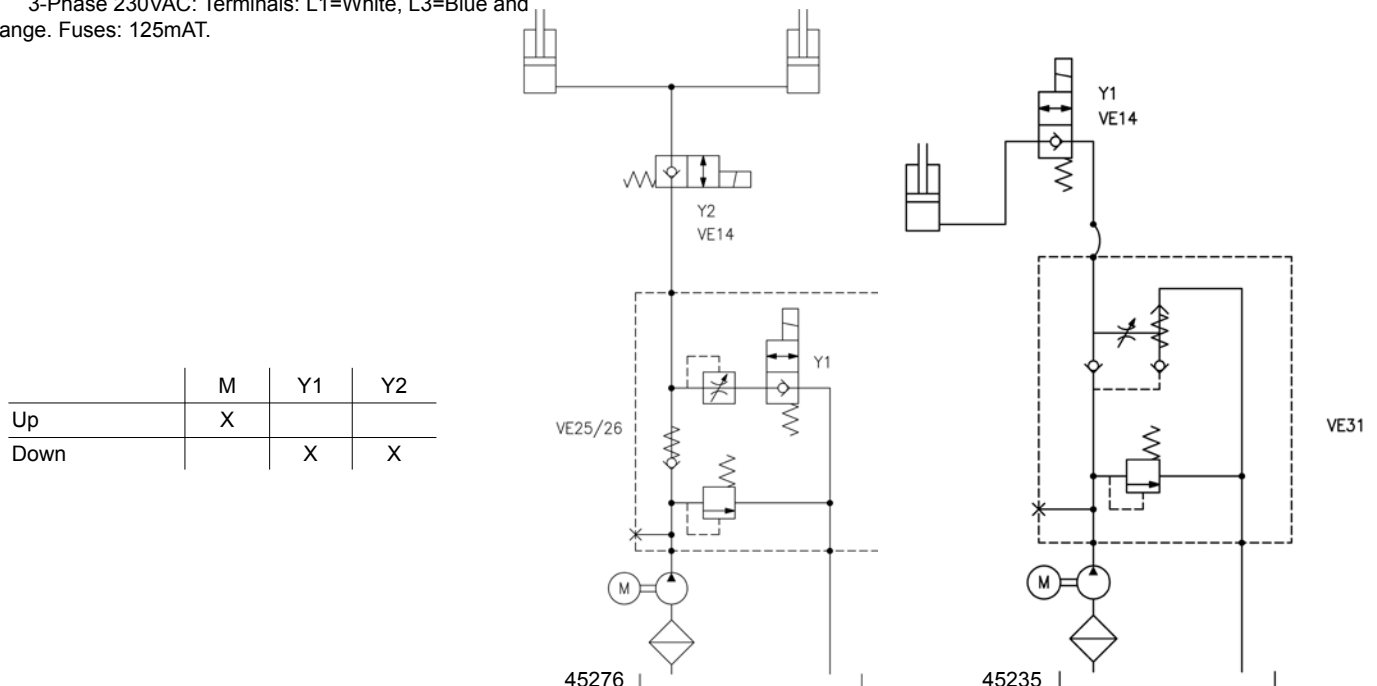 3-Phase 230VAC: Terminals: L1=White, L3=Blue and
ange. Fuses: 125mAT.
Y1
VE14
Y2
VE14
Y1
VE25/26
VE31
M
M
45276
45235
M Y1 Y2
Up X
Down X X